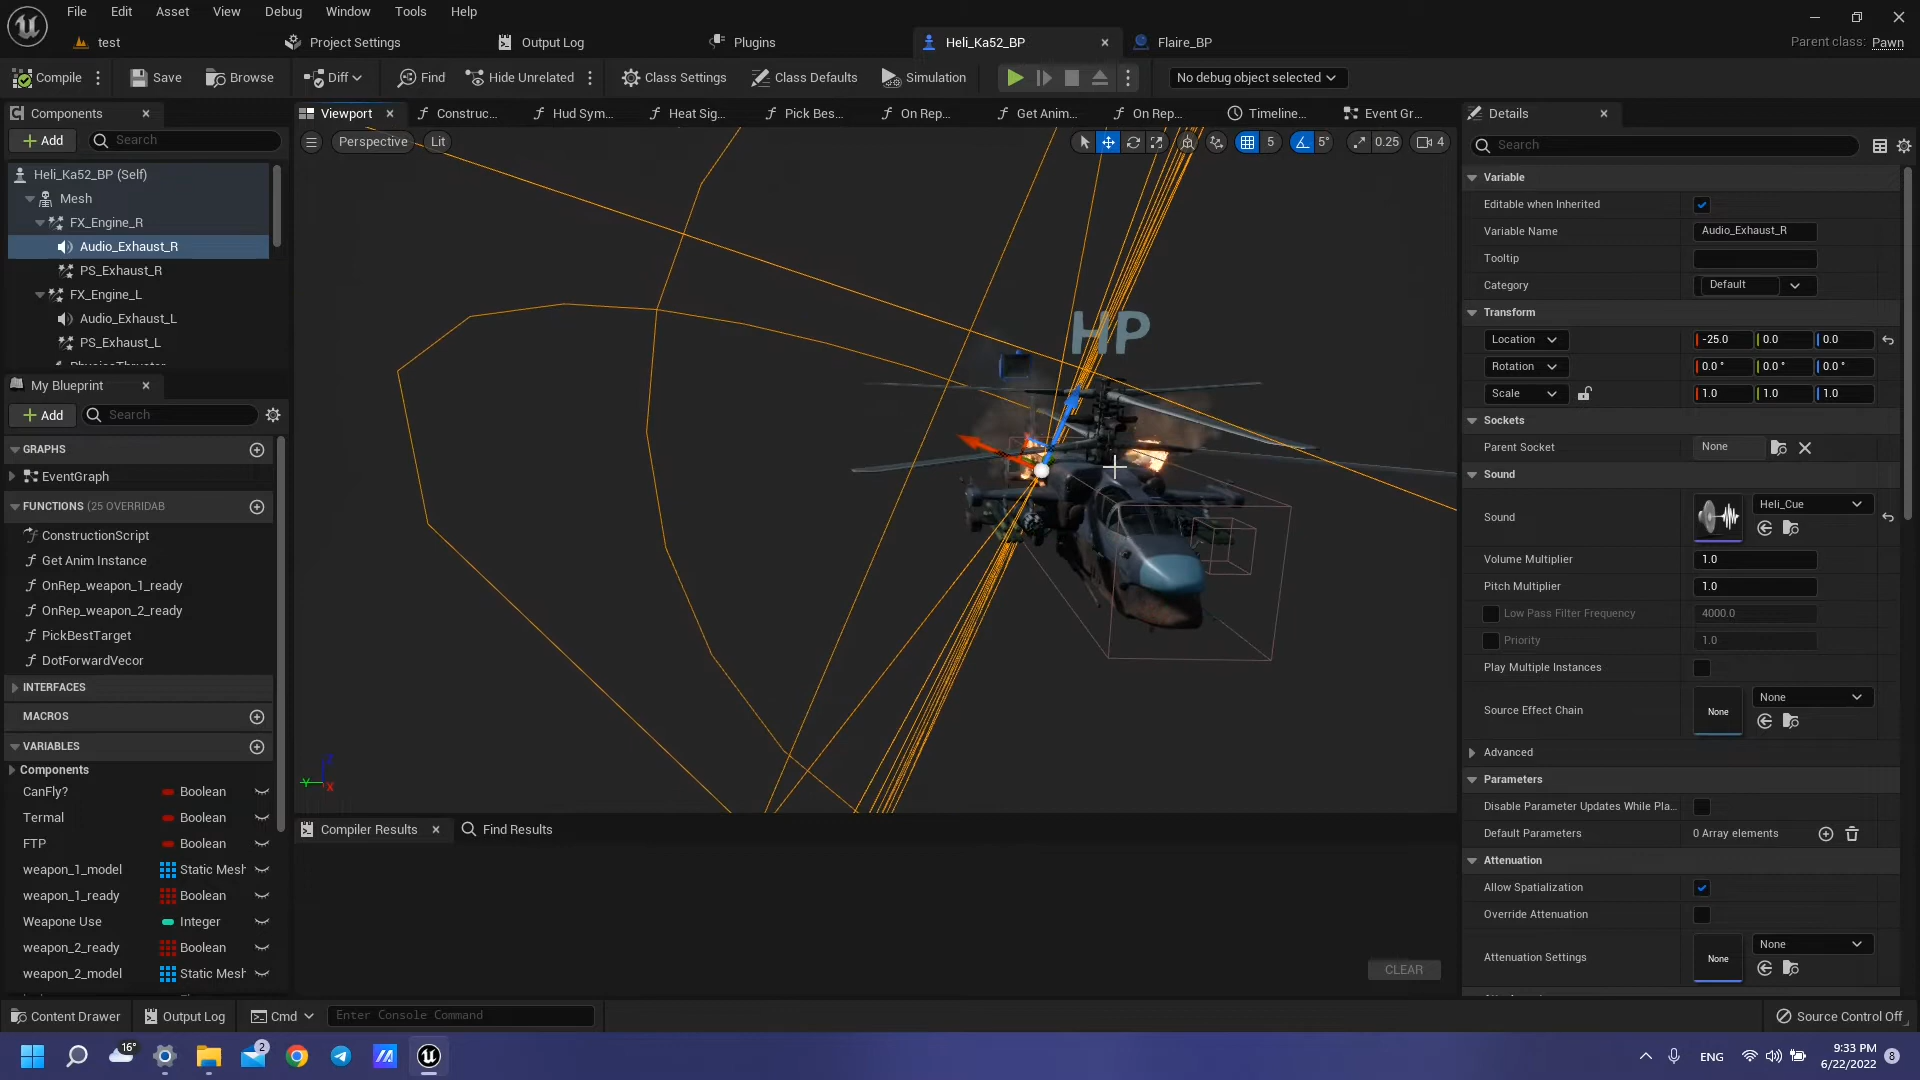 File Edit Asset View Debug Window Tools Help
test
Project Settings
Output Log
Plugins
Heli_Ka52_BP
Flaire_BP
Parent class: Pawn
Compile
Save
Browse
Diff
Find
Hide Unrelated
Class Settings
Class Defaults
Simulation
No debug object selected
Components
Viewport
Construc...
Hud Sym...
Heat Sig...
Pick Bes...
On Rep...
Get Anim...
On Rep...
Timeline...
Event Gr...
Details
Add
Search
Perspective
Lit
5
5°
0.25
4
Search
Heli_Ka52_BP (Self)
Mesh
FX_Engine_R
Audio_Exhaust_R
PS_Exhaust_R
FX_Engine_L
Audio_Exhaust_L
PS_Exhaust_L
My Blueprint
Add
Search
GRAPHS
EventGraph
FUNCTIONS (25 OVERRIDAB
ConstructionScript
Get Anim Instance
OnRep_weapon_1_ready
OnRep_weapon_2_ready
PickBestTarget
DotForwardVecor
INTERFACES
MACROS
VARIABLES
Components
CanFly? Boolean
Termal Boolean
FTP Boolean
weapon_1_model Static Mesh
weapon_1_ready Boolean
Weapone Use Integer
weapon_2_ready Boolean
weapon_2_model Static Mesh
HP
Y
Z
X
Compiler Results
Find Results
CLEAR
Variable
Editable when Inherited
Variable Name Audio_Exhaust_R
Tooltip
Category Default
Transform
Location -25.0 0.0 0.0
Rotation 0.0° 0.0° 0.0°
Scale 1.0 1.0 1.0
Sockets
Parent Socket None
Sound
Sound Heli_Cue
Volume Multiplier 1.0
Pitch Multiplier 1.0
Low Pass Filter Frequency 4000.0
Priority 1.0
Play Multiple Instances
Source Effect Chain None None
Advanced
Parameters
Disable Parameter Updates While Pla...
Default Parameters 0 Array elements
Attenuation
Allow Spatialization
Override Attenuation
Attenuation Settings None None
Content Drawer
Output Log
Cmd
Enter Console Command
Source Control Off
16°
2
ENG
9:33 PM
6/22/2022
8